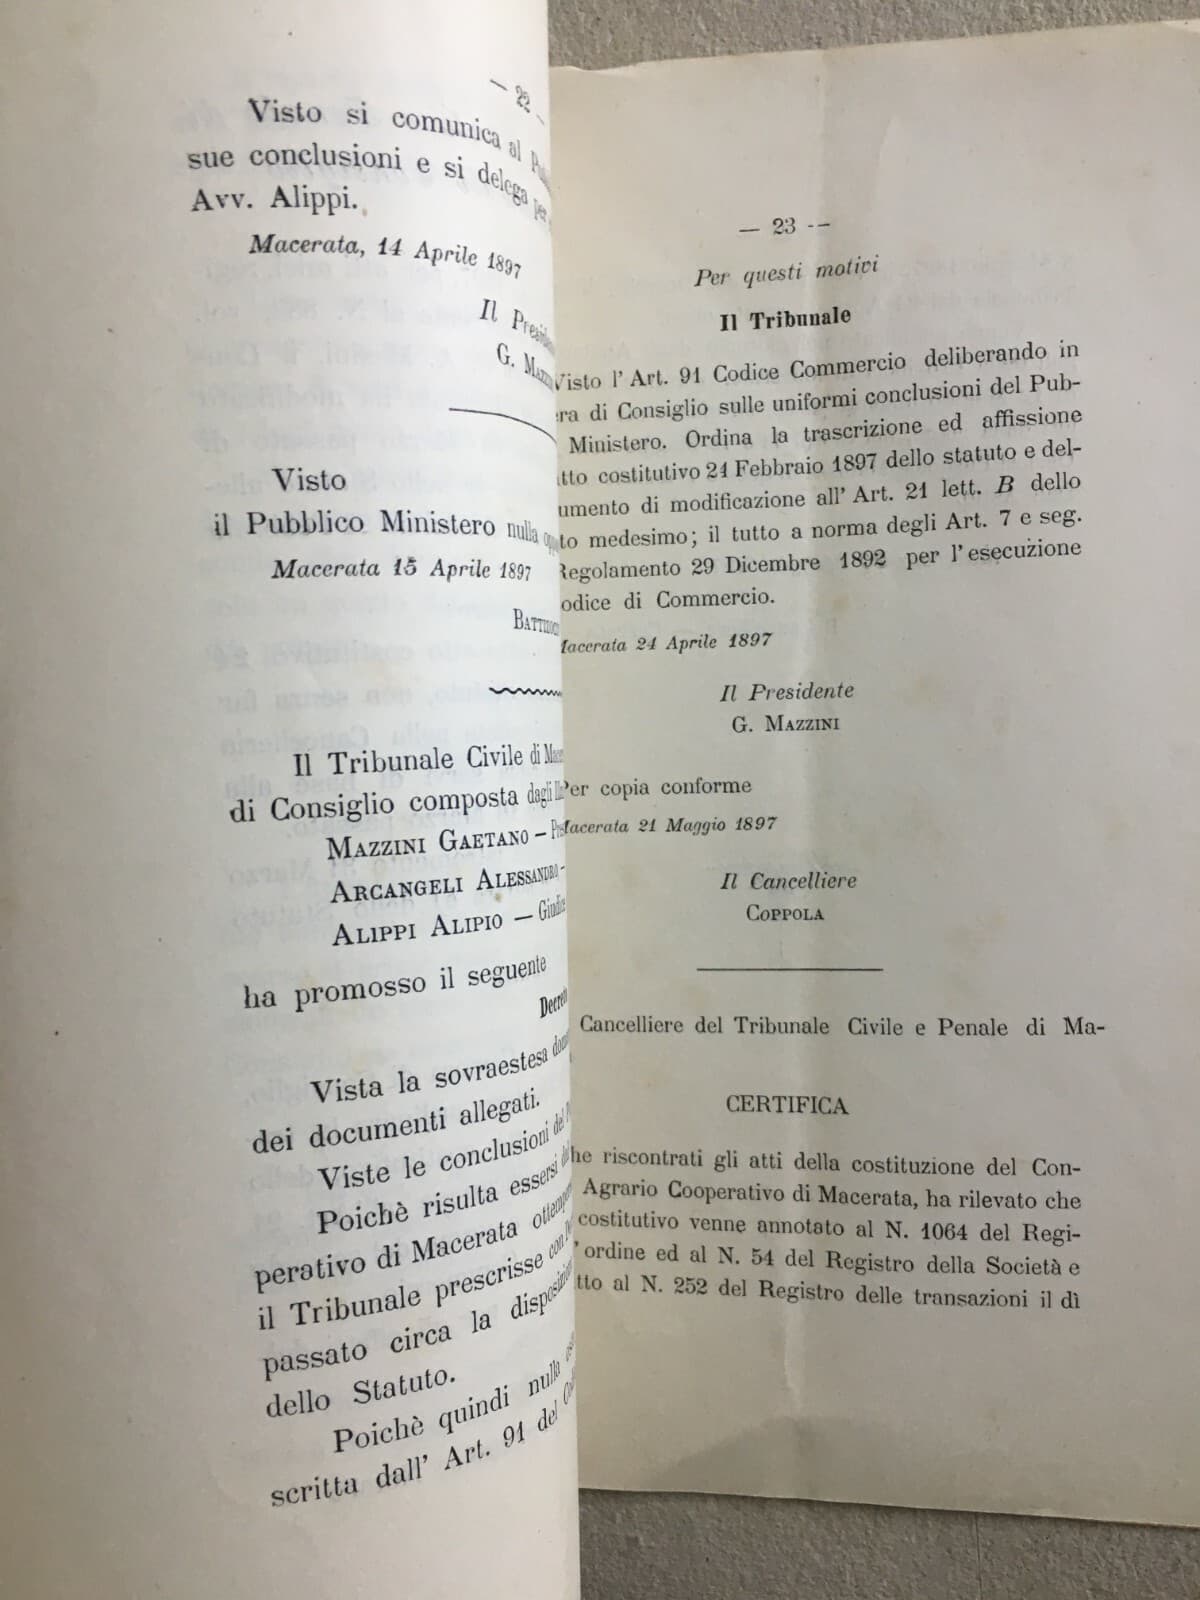 — 22 —
Visto si comunica al
sue conclusioni e si delega per
Avv. Alippi.
Macerata, 14 Aprile 1897
Il
G.
Visto
il Pubblico Ministero nulla
Macerata 15 Aprile 1897
Il Tribunale Civile di
di Consiglio composta dagli
MAZZINI GAETANO —
ARCANGELI ALESSANDRO —
ALIPPI ALIPIO —
ha promosso il seguente
Vista la sovraestesa
dei documenti allegati.
Viste le conclusioni del
Poichè risulta essersi
perativo di Macerata
il Tribunale prescrisse con
passato circa la
dello Statuto.
Poichè quindi nulla
scritta dall' Art. 91 del
— 23 --
Per questi motivi
Il Tribunale
Visto l' Art. 91 Codice Commercio deliberando in
di Consiglio sulle uniformi conclusioni del Pub-
Ministero. Ordina la trascrizione ed affissione
costitutivo 21 Febbraio 1897 dello statuto e del-
di modificazione all' Art. 21 lett. B dello
medesimo; il tutto a norma degli Art. 7 e seg.
Regolamento 29 Dicembre 1892 per l' esecuzione
di Commercio.
24 Aprile 1897
Il Presidente
G. MAZZINI
Per copia conforme
21 Maggio 1897
Il Cancelliere
COPPOLA
Cancelliere del Tribunale Civile e Penale di Ma-
CERTIFICA
riscontrati gli atti della costituzione del Con-
Agrario Cooperativo di Macerata, ha rilevato che
costitutivo venne annotato al N. 1064 del Regi-
ordine ed al N. 54 del Registro della Società e
al N. 252 del Registro delle transazioni il dì